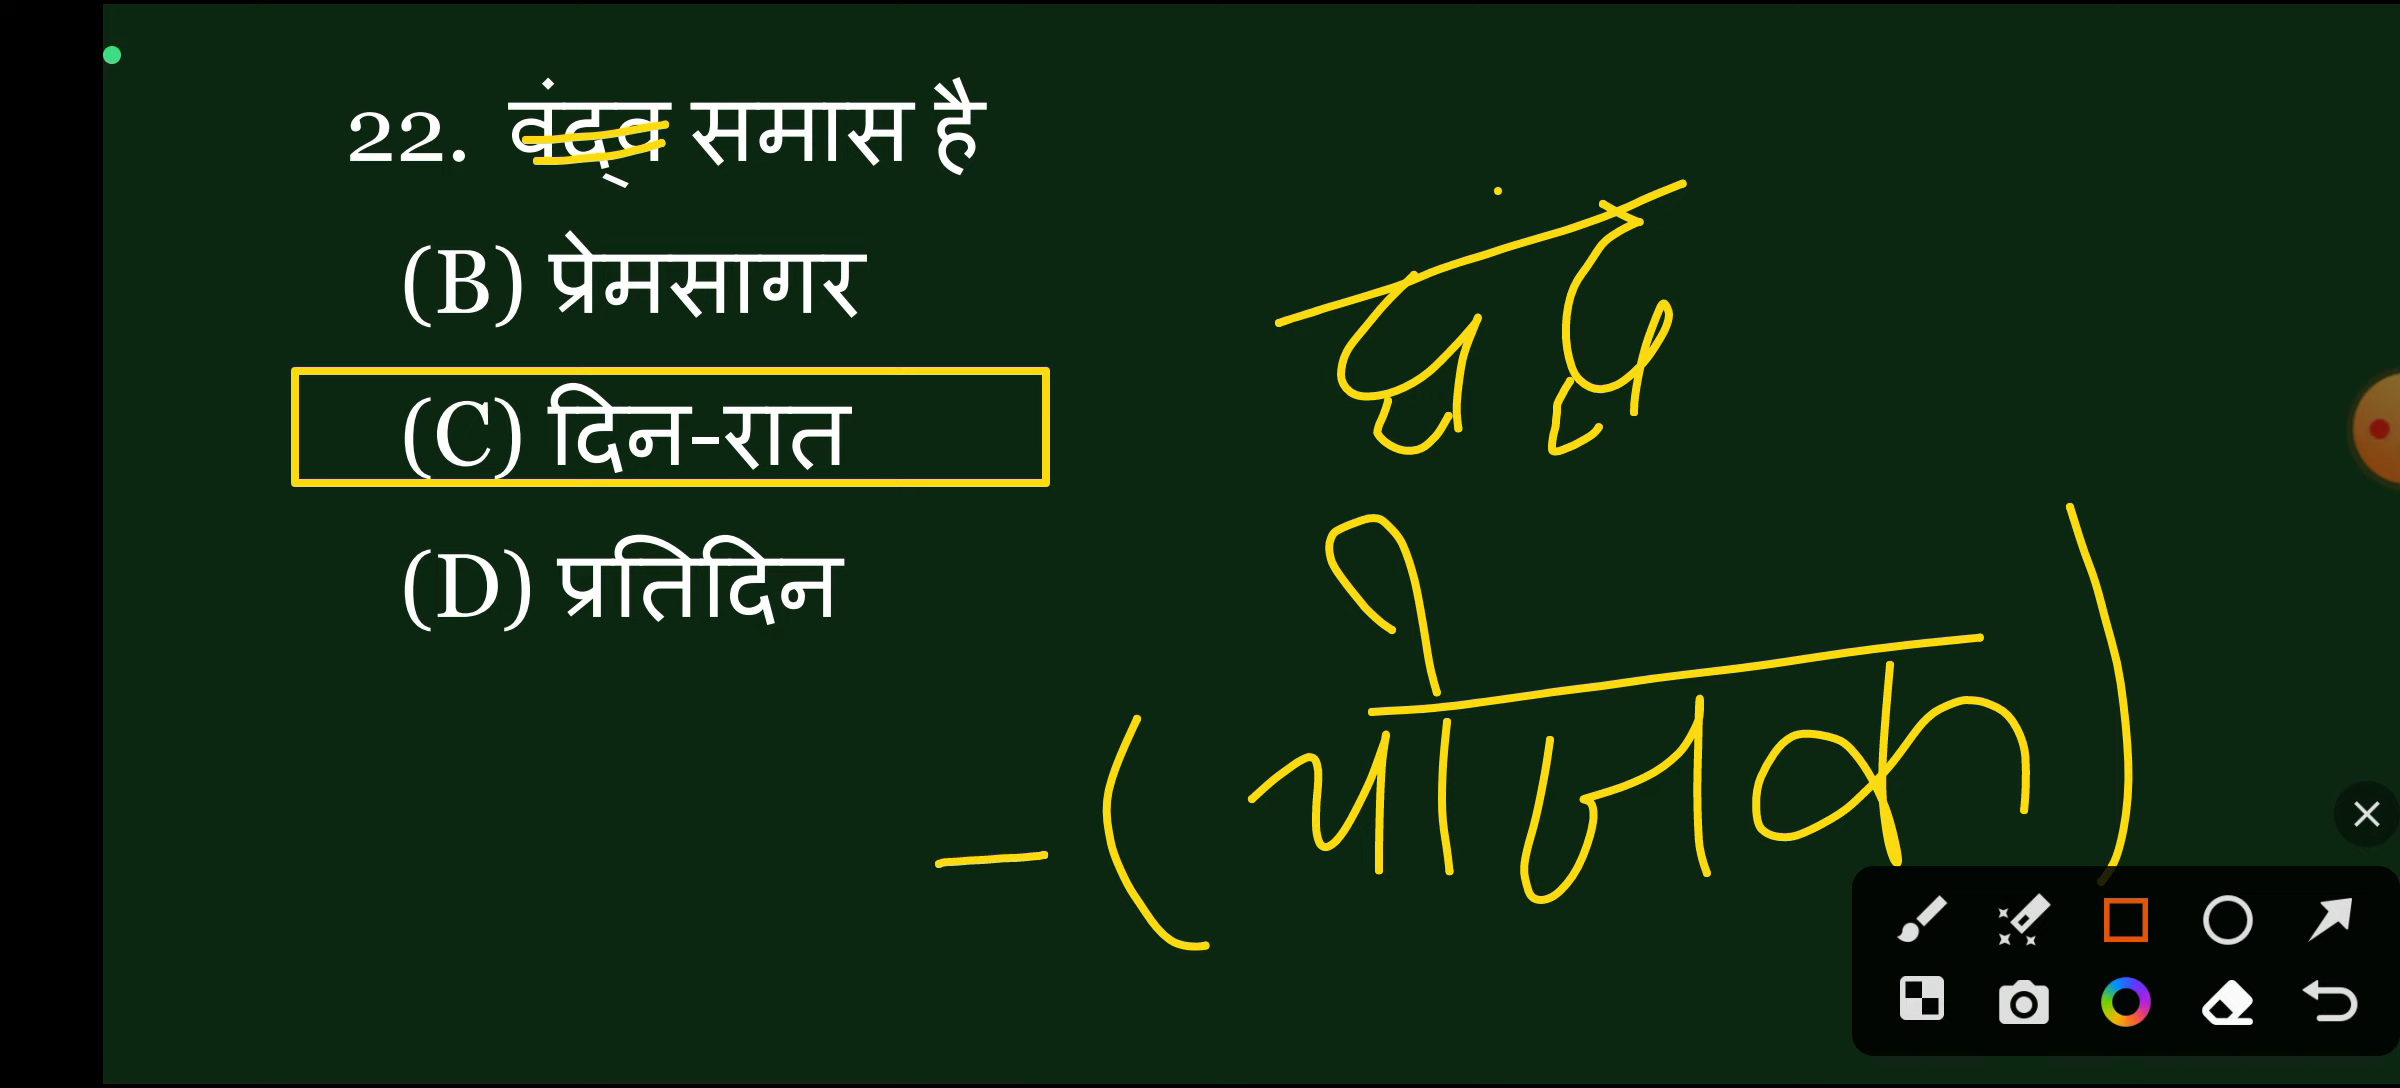 22. वंद्व समास है
(B) प्रेमसागर
(C) दिन-रात
(D) प्रतिदिन
- (योजक)